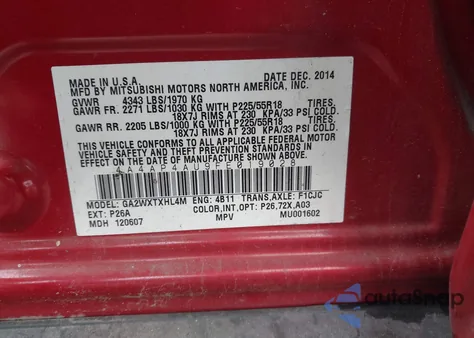 MADE IN U.S.A. DATE DEC. 2014
MFD. BY MITSUBISHI MOTORS NORTH AMERICA, INC.
GVWR 4343 LBS/1970 KG
GAWR FR. 2271 LBS/1030 KG WITH P225/55R18 TIRES,
18X7J RIMS AT 230 KPA/33 PSI COLD.
GAWR RR. 2205 LBS/1000 KG WITH P225/55R18 TIRES,
18X7J RIMS AT 230 KPA/33 PSI COLD.
THIS VEHICLE CONFORMS TO ALL APPLICABLE FEDERAL MOTOR
VEHICLE SAFETY AND THEFT PREVENTION STANDARDS IN
EFFECT ON THE DATE OF MANUFACTURE SHOWN ABOVE.
4A4AP4AU9FE019028
MODEL: GA2WXTXHL4M ENG: 4B11 TRANS,AXLE: F1CJC
EXT: P26A COLOR,INT,OPT: P26,72X,A03
MDH 120607 MPV MU001602
autosnap